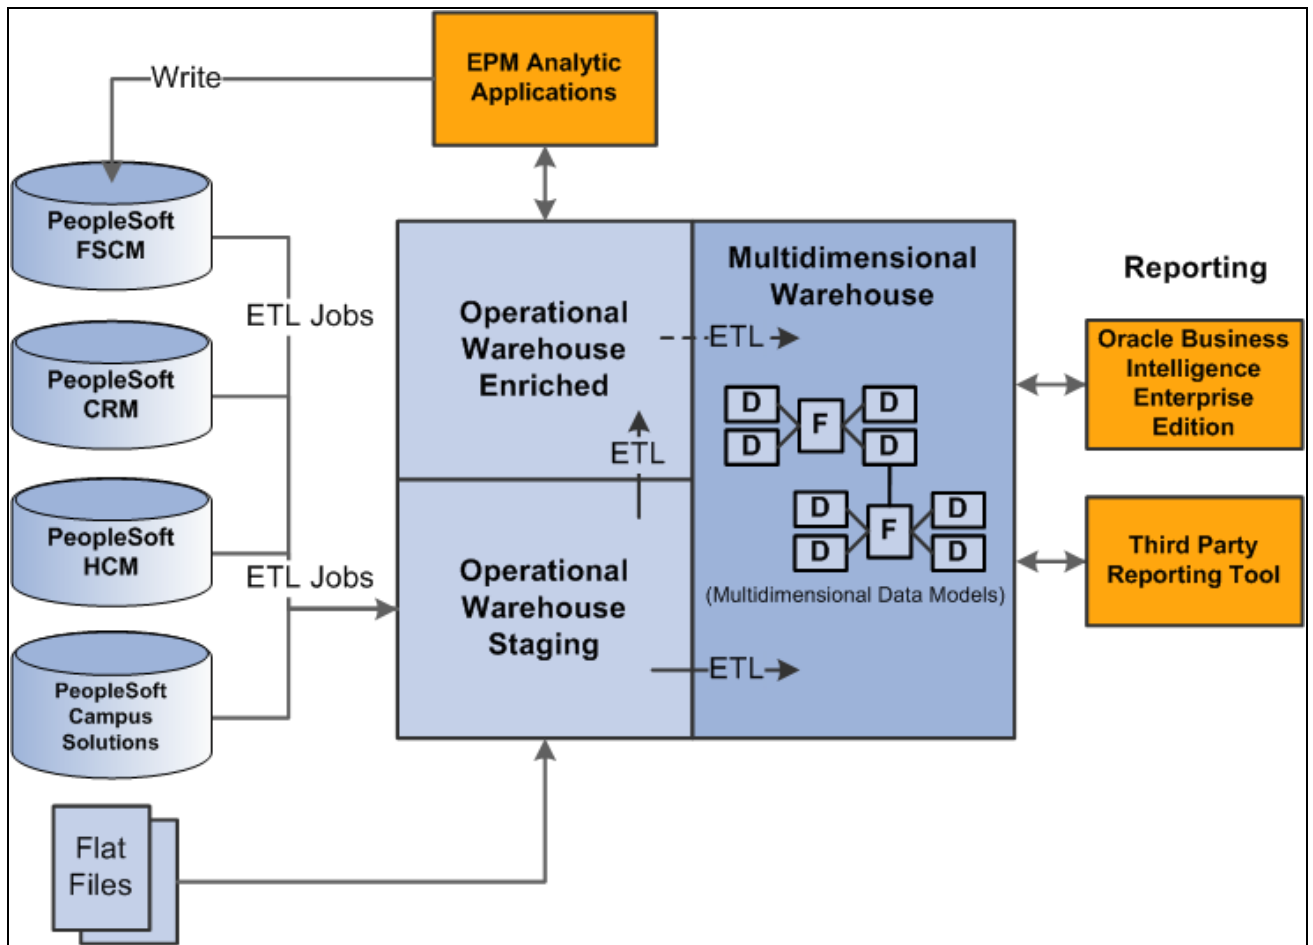 EPM Analytic
Applications
Write
PeopleSoft
FSCM
ETL Jobs
PeopleSoft
CRM
PeopleSoft
HCM
ETL Jobs
PeopleSoft
Campus
Solutions
Flat
Files
Operational
Warehouse
Enriched
ETL
ETL
Operational
Warehouse
Staging
ETL
Multidimensional
Warehouse
D
D
F
D
D
D
D
F
D
D
(Multidimensional Data Models)
Reporting
Oracle Business
Intelligence
Enterprise
Edition
Third Party
Reporting Tool